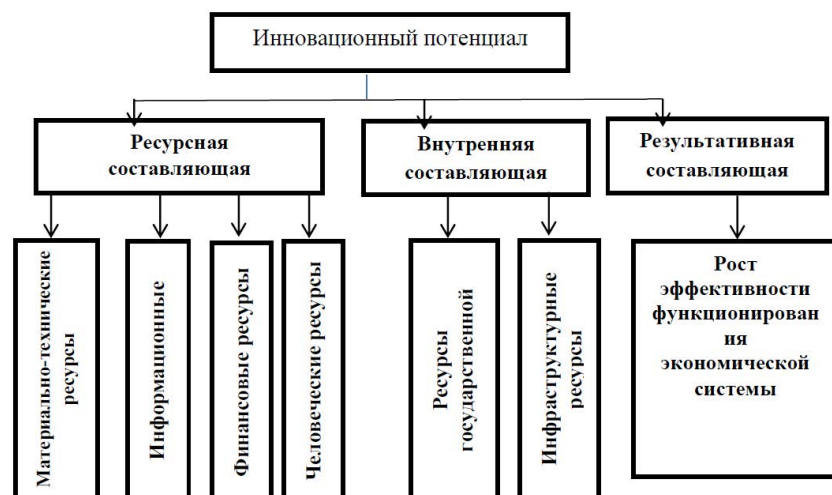 Инновационный потенциал
Ресурсная
составляющая
Внутренняя
составляющая
Результативная
составляющая
Материально-технические
ресурсы
Информационные
Финансовые ресурсы
Человеческие ресурсы
Ресурсы
государственной
Инфраструктурные
ресурсы
Рост
эффективности
функционирован
ия
экономической
системы